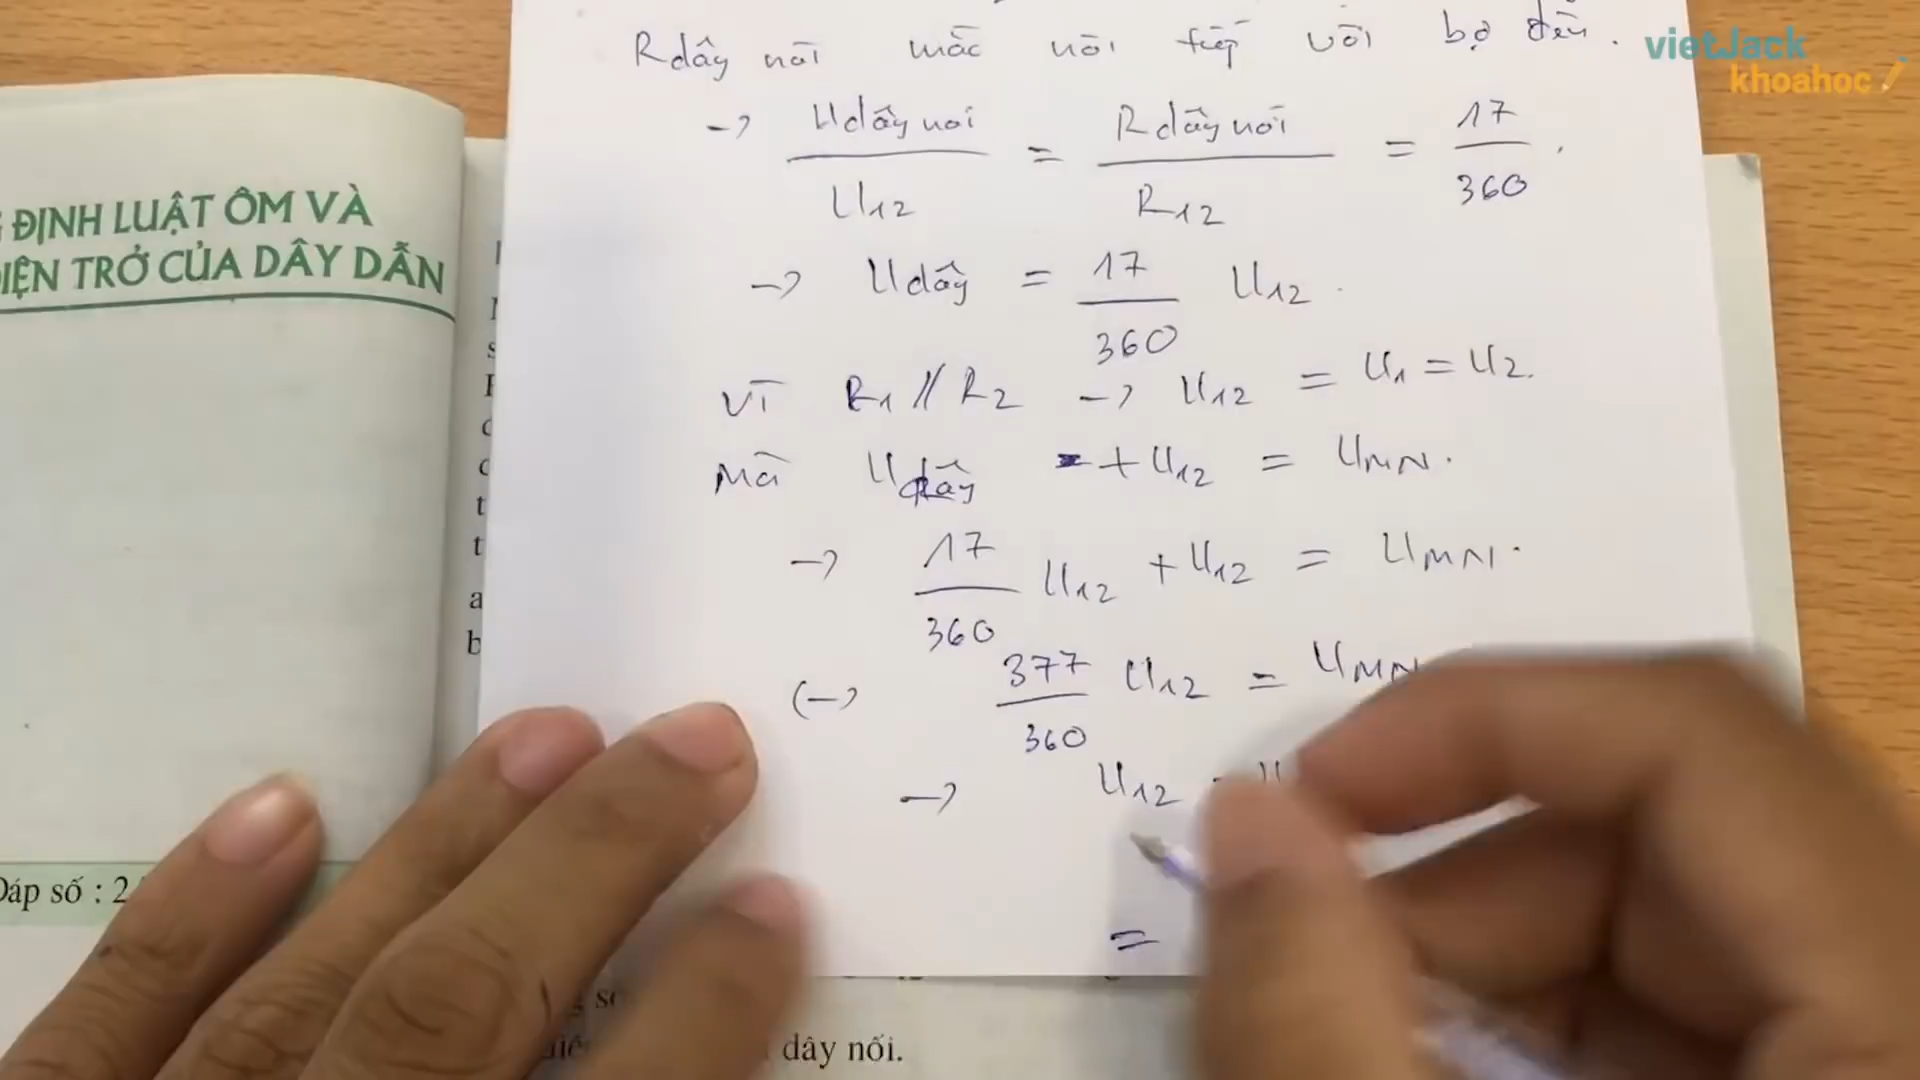 Rdây nối mắc nối tiếp với bộ đèn.
vietJack
khoahoc
→ Udây nối / U12 = Rdây nối / R12 = 17 / 360.
→ Udây = 17 / 360 U12.
Vì R1 // R2 → U12 = U1 = U2.
Mà Udây + U12 = UMN.
→ 17 / 360 U12 + U12 = UMN.
(→ 377 / 360 U12 = UMN
→ U12
=
ĐỊNH LUẬT ÔM VÀ
IỆN TRỞ CỦA DÂY DẪN
Đáp số : 2
dây nối.